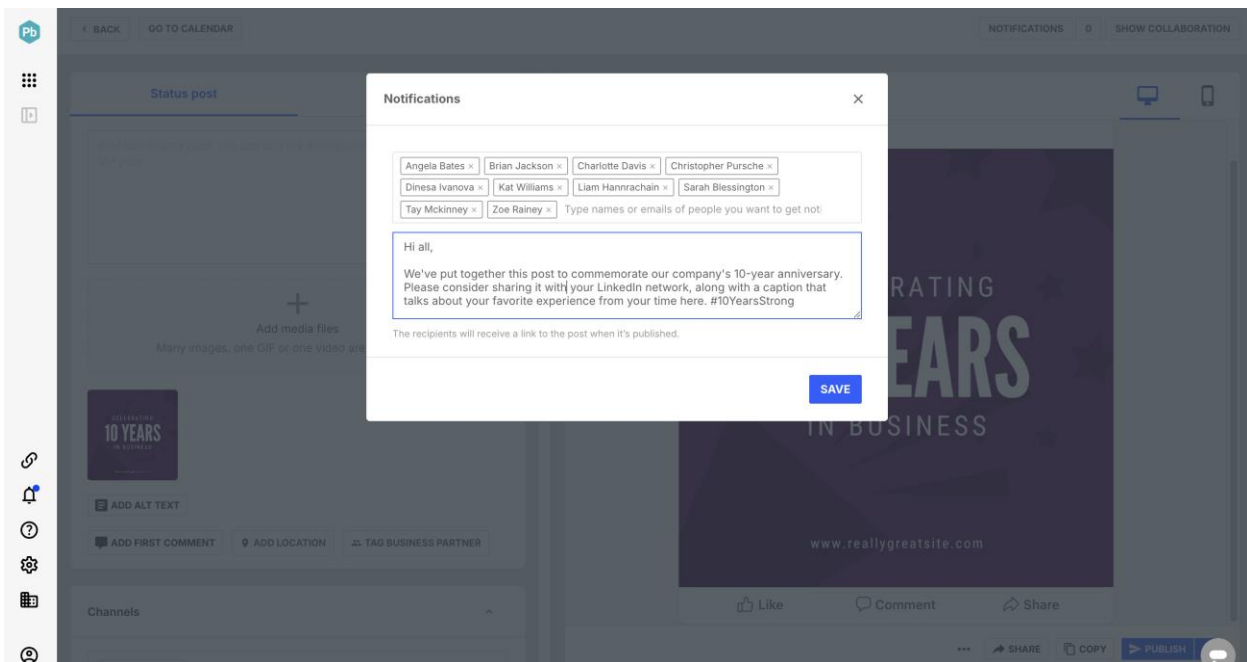 Pb
BACK
GO TO CALENDAR
NOTIFICATIONS 0
SHOW COLLABORATION
Status post
Notifications
Angela Bates × Brian Jackson × Charlotte Davis × Christopher Pursche ×
Dinesa Ivanova × Kat Williams × Liam Hannrachain × Sarah Blessington ×
Tay Mckinney × Zoe Rainey × Type names or emails of people you want to get noti
Hi all,
We've put together this post to commemorate our company's 10-year anniversary.
Please consider sharing it with your LinkedIn network, along with a caption that
talks about your favorite experience from your time here. #10YearsStrong
The recipients will receive a link to the post when it's published.
SAVE
Add media files
Many images, one GIF or one video are
CELEBRATING
10 YEARS
IN BUSINESS
ADD ALT TEXT
ADD FIRST COMMENT
ADD LOCATION
TAG BUSINESS PARTNER
Channels
RATING
EARS
IN BUSINESS
www.reallygreatsite.com
Like
Comment
Share
SHARE
COPY
PUBLISH